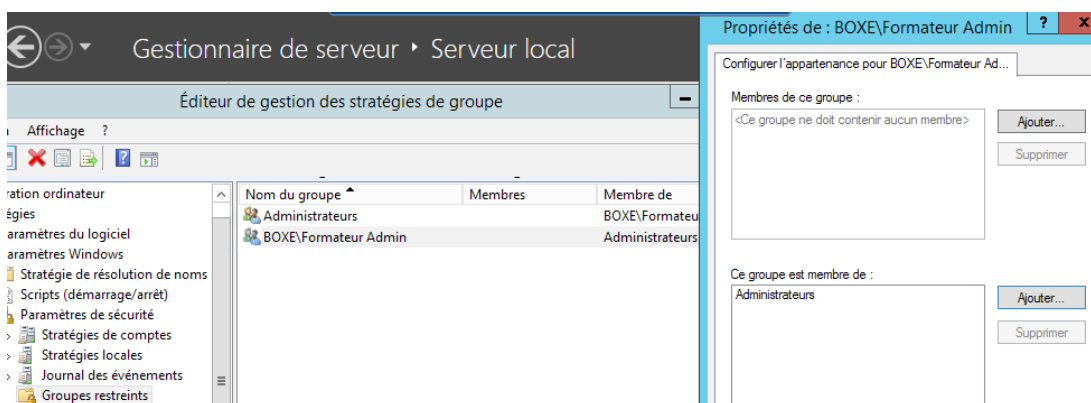 Gestionnaire de serveur ‣ Serveur local
Éditeur de gestion des stratégies de groupe
Affichage ?
ration ordinateur
égies
aramètres du logiciel
aramètres Windows
Stratégie de résolution de noms
Scripts (démarrage/arrêt)
Paramètres de sécurité
Stratégies de comptes
Stratégies locales
Journal des événements
Groupes restreints
Nom du groupe Membres Membre de
Administrateurs BOXE\Formateu
BOXE\Formateur Admin Administrateurs
Propriétés de : BOXE\Formateur Admin ? x
Configurer l'appartenance pour BOXE\Formateur Ad...
Membres de ce groupe :
<Ce groupe ne doit contenir aucun membre>
Ajouter...
Supprimer
Ce groupe est membre de :
Administrateurs
Ajouter...
Supprimer